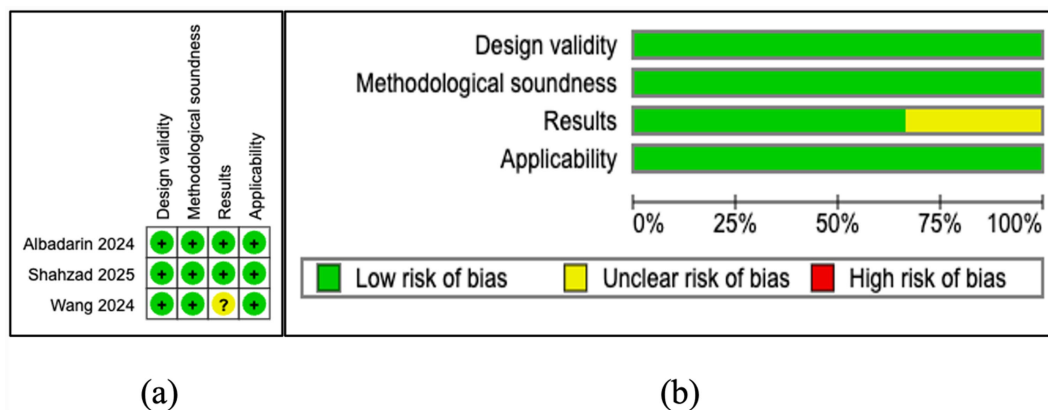 Design validity
Methodological soundness
Results
Applicability
Albadarin 2024 + + + +
Shahzad 2025 + + + +
Wang 2024 + + ? +
(a)
Design validity
Methodological soundness
Results
Applicability
0% 25% 50% 75% 100%
Low risk of bias Unclear risk of bias High risk of bias
(b)